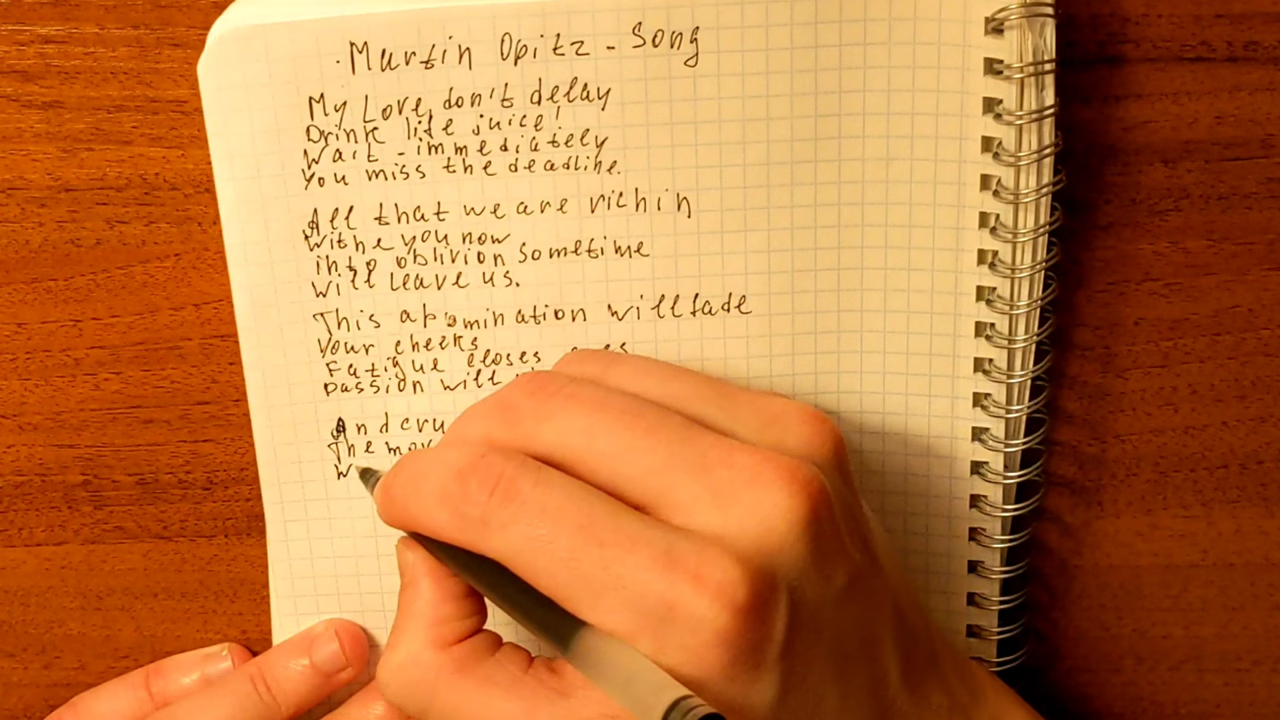 Martin Opitz - Song
My Love, don't delay
Drink life juice!
Wait - immediately
You miss the deadline.
All that we are rich in
Withe you now
into oblivion sometime
will leave us.
This abomination will fade
Your cheeks
Fatigue closes
passion will
And cru
The mo
W